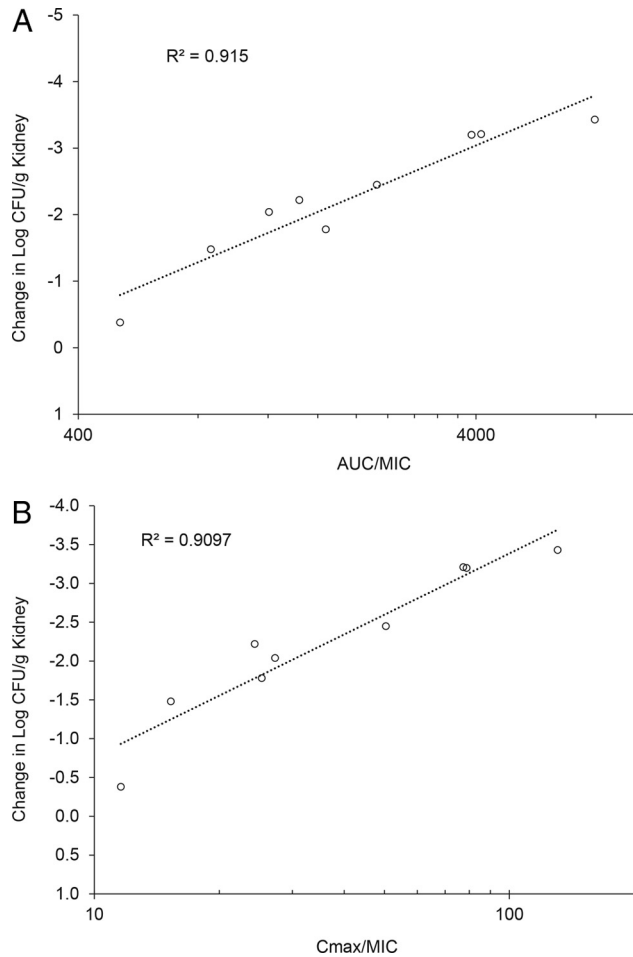 A
R² = 0.915
Change in Log CFU/g Kidney
-5
-4
-3
-2
-1
0
1
400
4000
AUC/MIC
B
R² = 0.9097
Change in Log CFU/g Kidney
-4.0
-3.5
-3.0
-2.5
-2.0
-1.5
-1.0
-0.5
0.0
0.5
1.0
10
100
Cmax/MIC